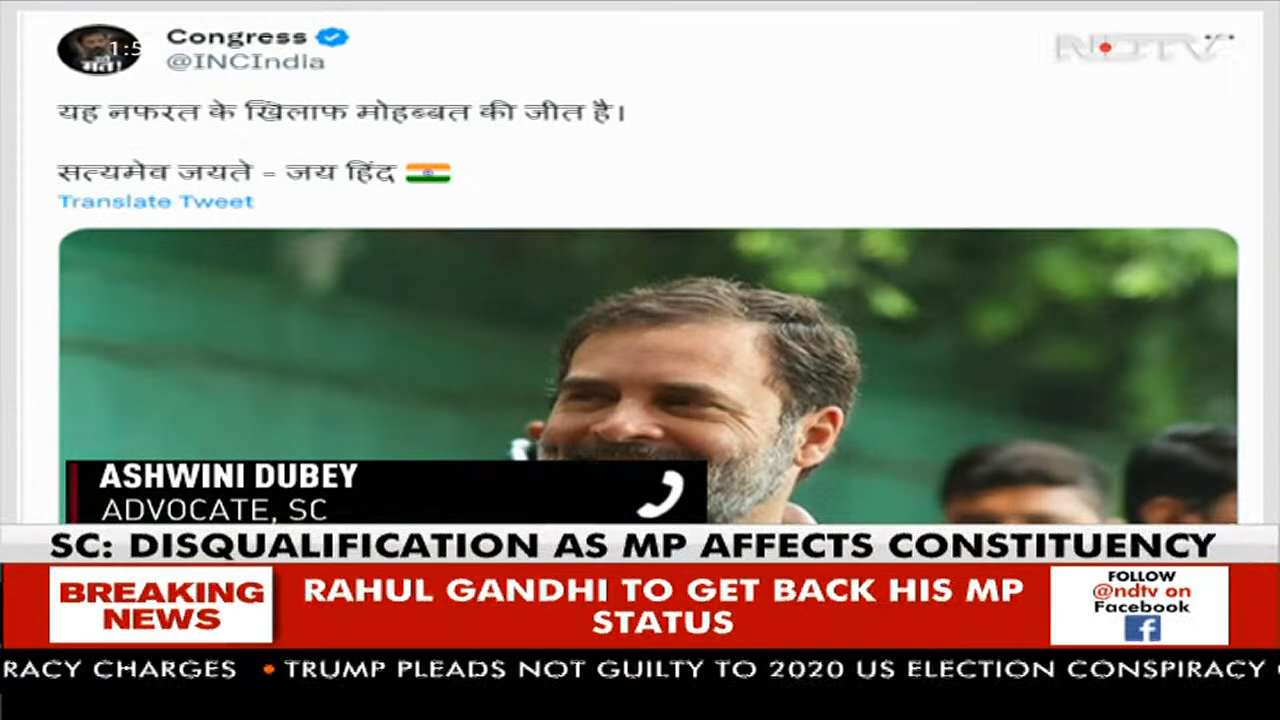 Congress
@INCIndia
NDTV
यह नफरत के खिलाफ मोहब्बत की जीत है।
सत्यमेव जयते - जय हिंद
Translate Tweet
ASHWINI DUBEY
ADVOCATE, SC
SC: DISQUALIFICATION AS MP AFFECTS CONSTITUENCY
BREAKING
NEWS
RAHUL GANDHI TO GET BACK HIS MP
STATUS
FOLLOW
@ndtv on
Facebook
RACY CHARGES • TRUMP PLEADS NOT GUILTY TO 2020 US ELECTION CONSPIRACY